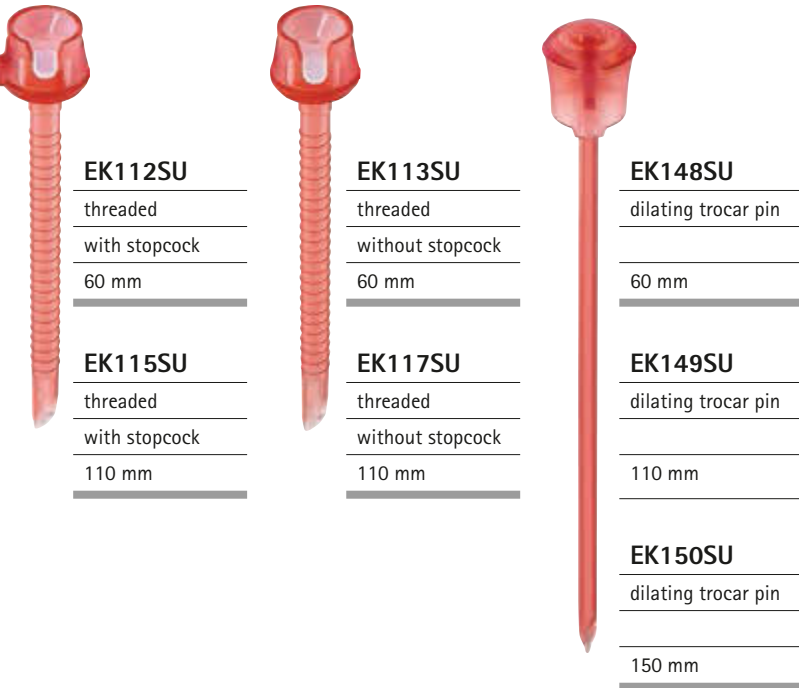 EK112SU
threaded
with stopcock
60 mm
EK115SU
threaded
with stopcock
110 mm
EK113SU
threaded
without stopcock
60 mm
EK117SU
threaded
without stopcock
110 mm
EK148SU
dilating trocar pin
60 mm
EK149SU
dilating trocar pin
110 mm
EK150SU
dilating trocar pin
150 mm